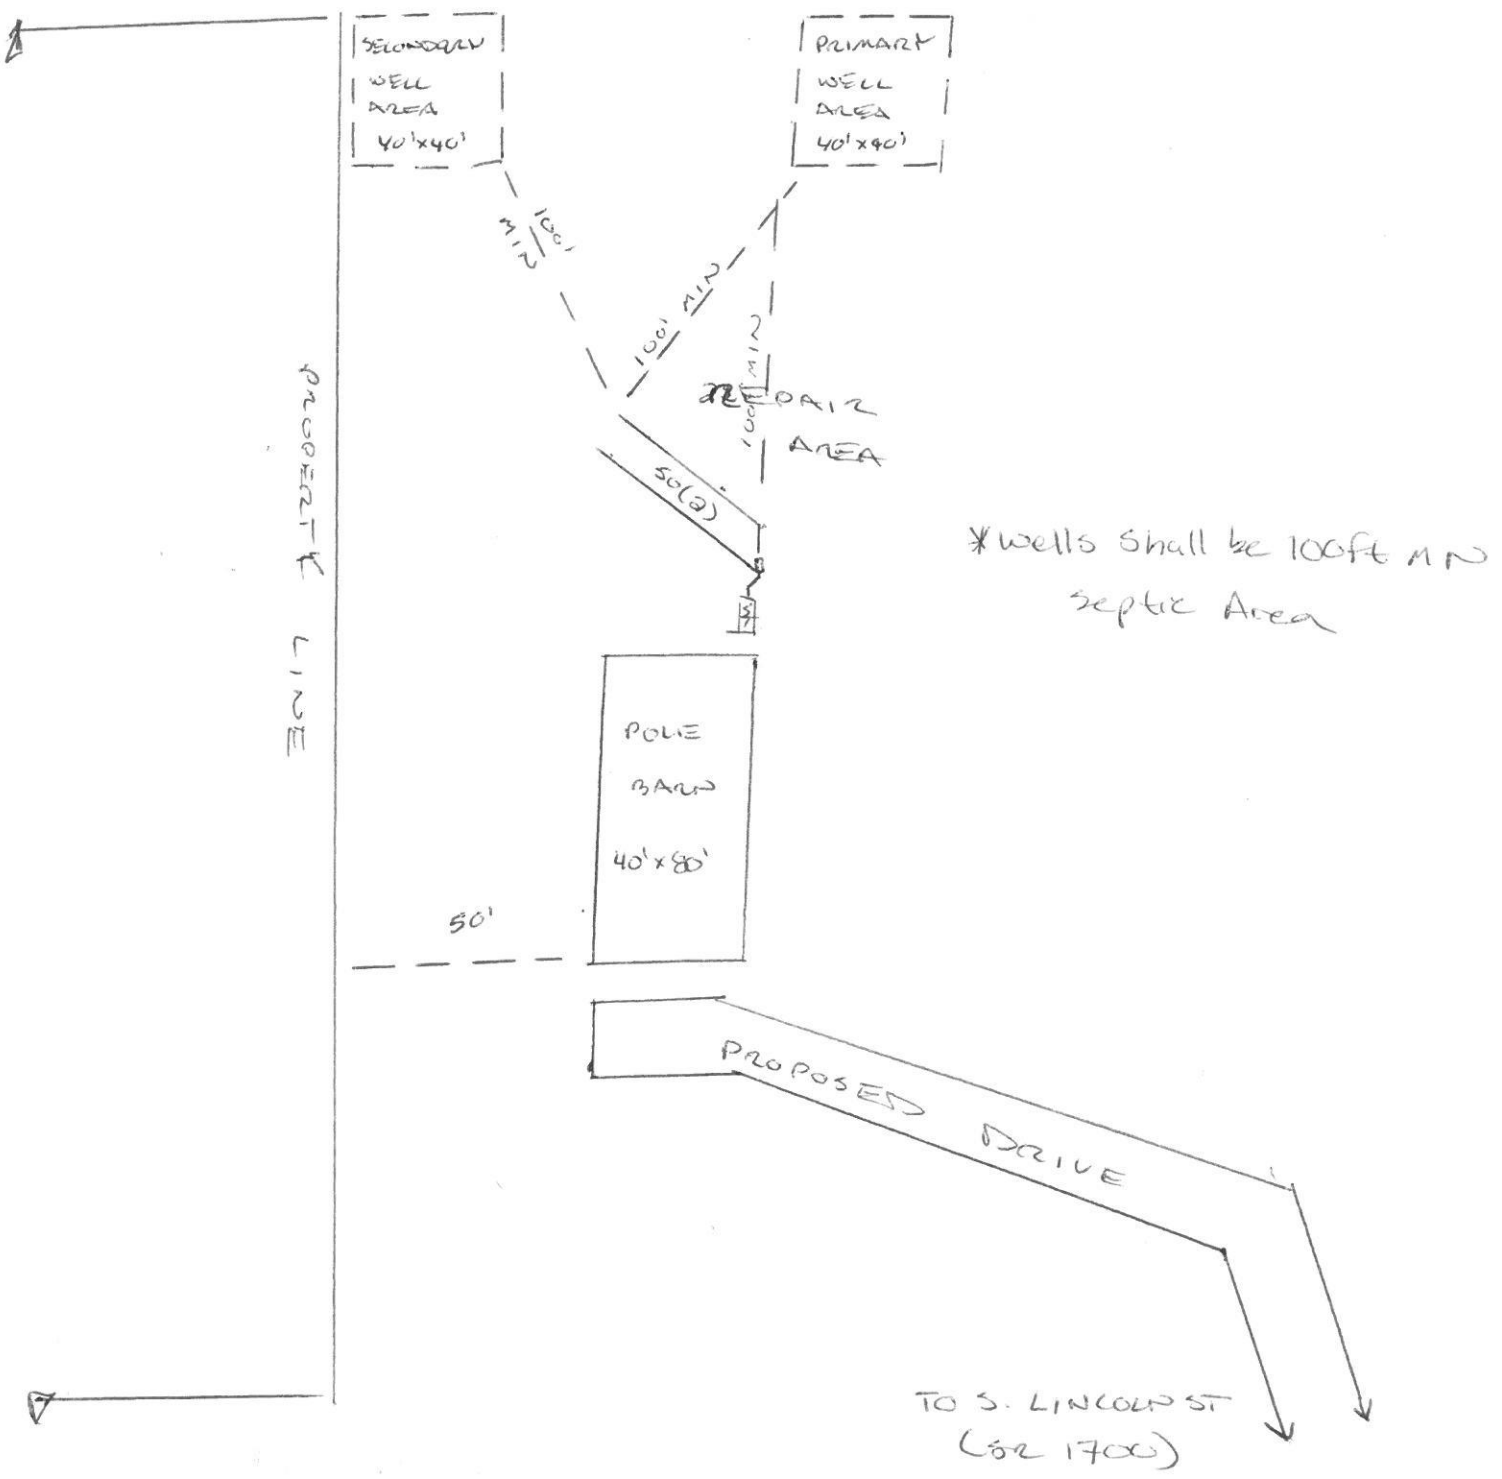 SECONDARY
WELL
AREA
40'x40'
PRIMARY
WELL
AREA
40'x40'
100'
MIN
100' MIN
100' MIN
REPAIR
AREA
50(2)
PROPERTY LINE
*Wells Shall be 100ft MIN
Septic Area
POLE
BARN
40'x80'
50'
PROPOSED DRIVE
TO S. LINCOLN ST
(SR 1700)